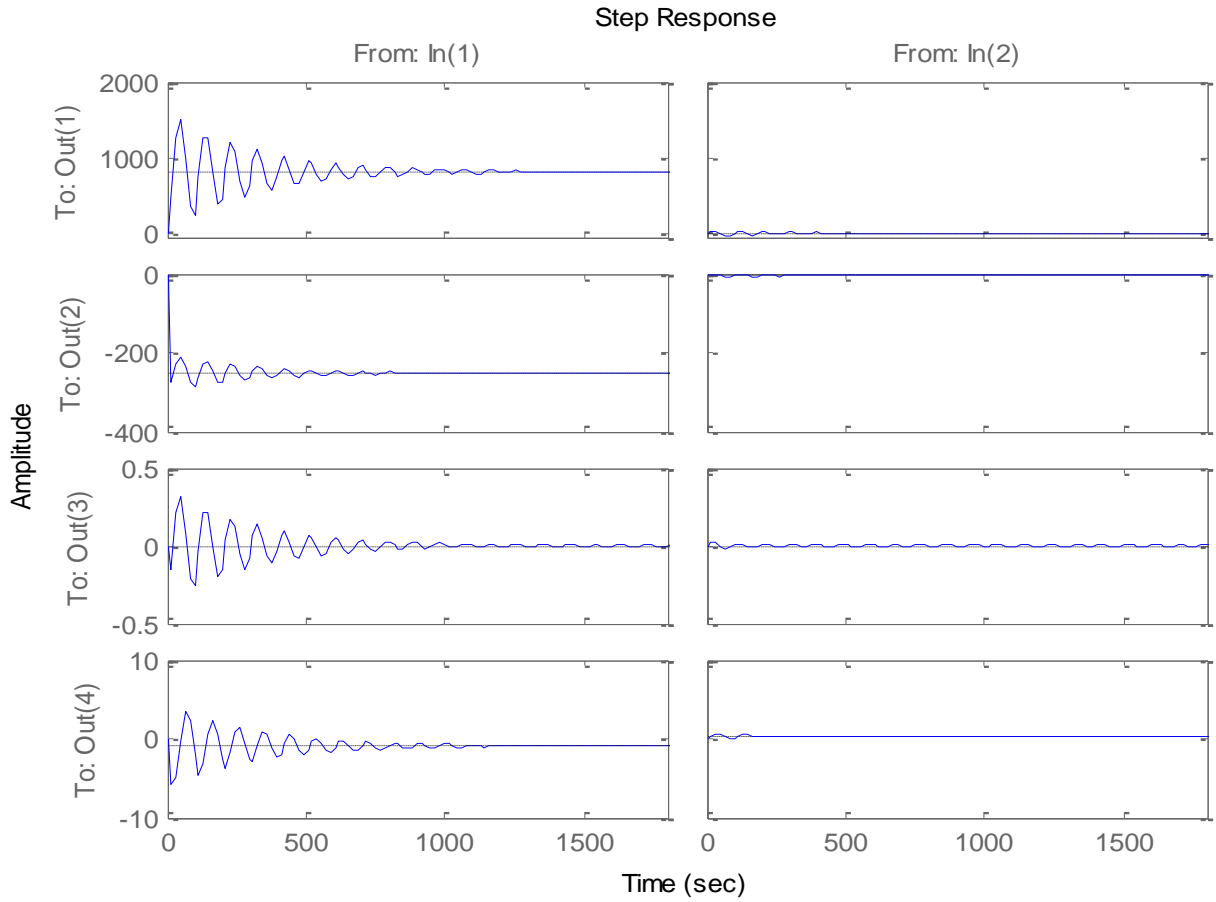 Step Response
From: In(1)
From: In(2)
To: Out(1)
2000
1000
0
To: Out(2)
0
-200
-400
Amplitude
To: Out(3)
0.5
0
-0.5
To: Out(4)
10
0
-10
0
500
1000
1500
0
500
1000
1500
Time (sec)